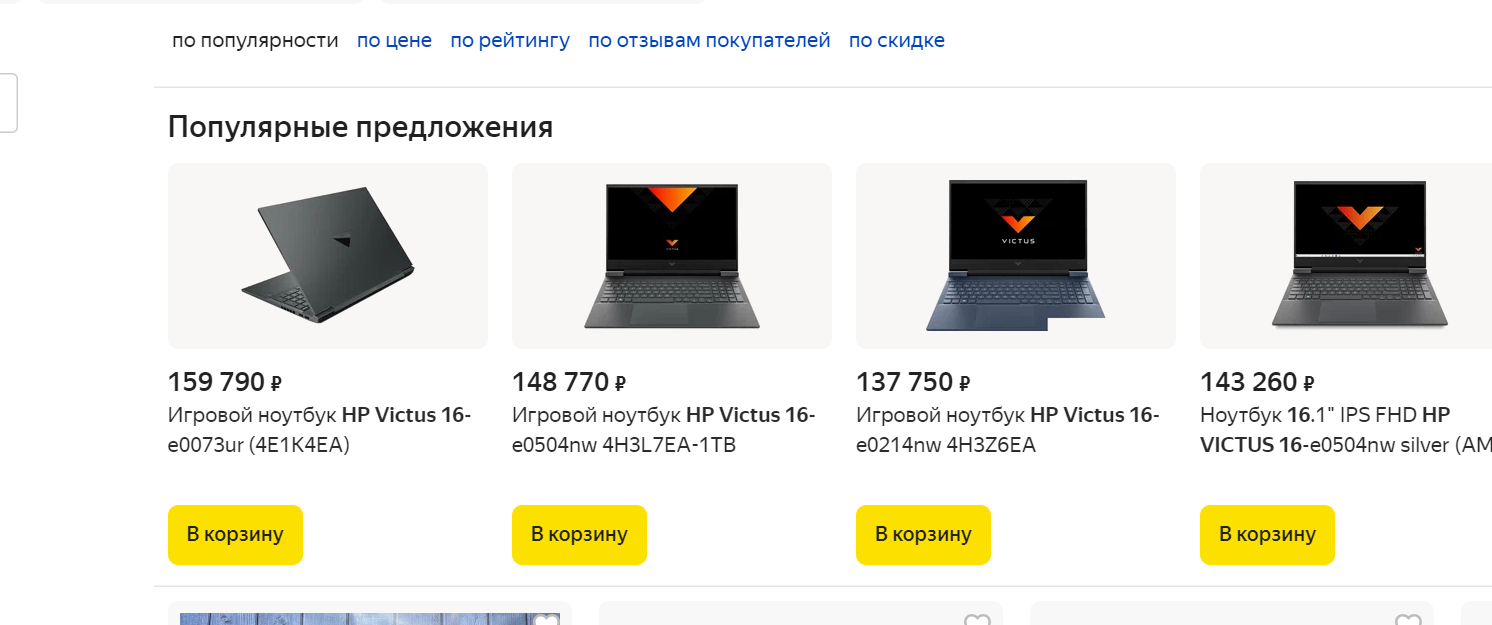 по популярности по цене по рейтингу по отзывам покупателей по скидке
Популярные предложения
VICTUS
159 790 ₽
Игровой ноутбук HP Victus 16-
e0073ur (4E1K4EA)
В корзину
148 770 ₽
Игровой ноутбук HP Victus 16-
e0504nw 4H3L7EA-1TB
В корзину
137 750 ₽
Игровой ноутбук HP Victus 16-
e0214nw 4H3Z6EA
В корзину
143 260 ₽
Ноутбук 16.1" IPS FHD HP
VICTUS 16-e0504nw silver (AM
В корзину